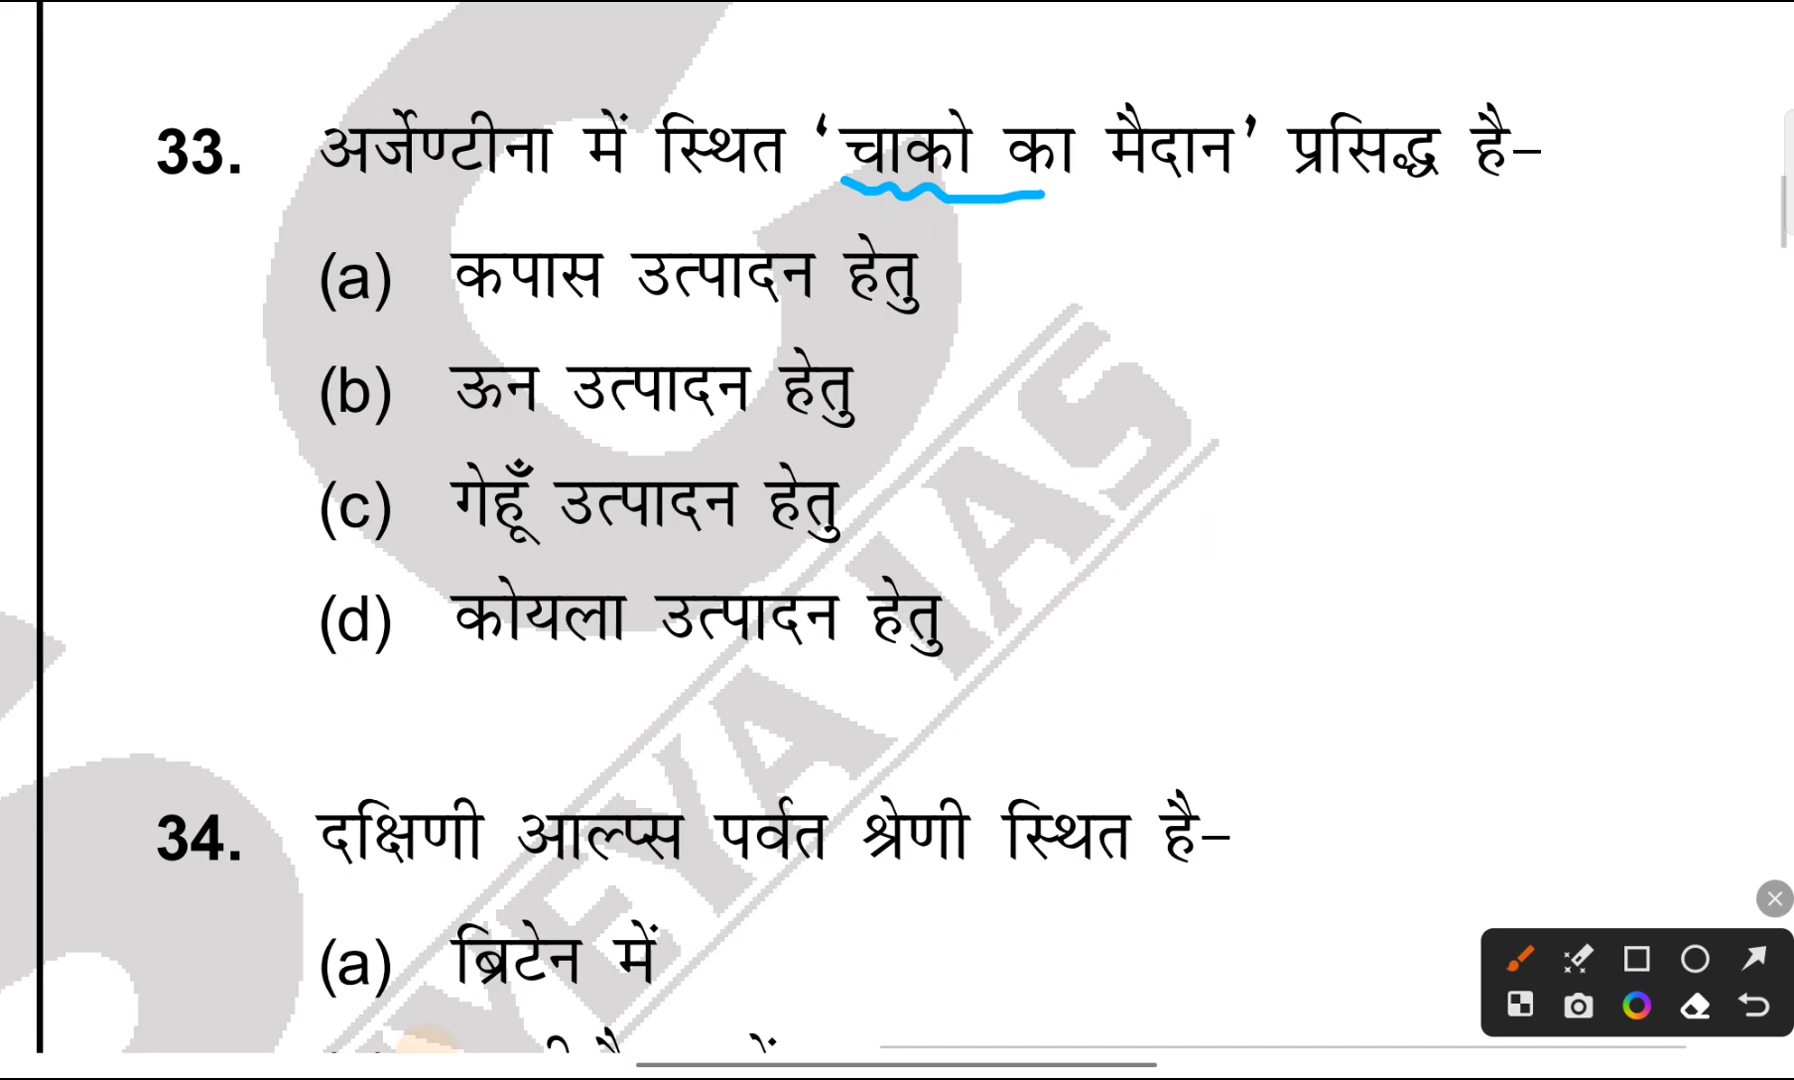 33. अर्जेण्टीना में स्थित ‘चाको का मैदान’ प्रसिद्ध है–
(a) कपास उत्पादन हेतु
(b) ऊन उत्पादन हेतु
(c) गेहूँ उत्पादन हेतु
(d) कोयला उत्पादन हेतु
34. दक्षिणी आल्प्स पर्वत श्रेणी स्थित है–
(a) ब्रिटेन में